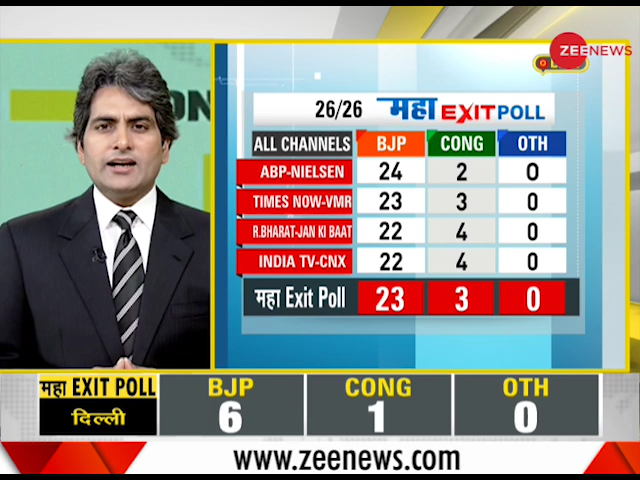 ZEENEWS
ON
26/26 महा EXIT POLL
ALL CHANNELS BJP CONG OTH
ABP-NIELSEN 24 2 0
TIMES NOW-VMR 23 3 0
R.BHARAT-JAN KI BAAT 22 4 0
INDIA TV-CNX 22 4 0
महा Exit Poll 23 3 0
महा EXIT POLL BJP CONG OTH
दिल्ली 6 1 0
www.zeenews.com